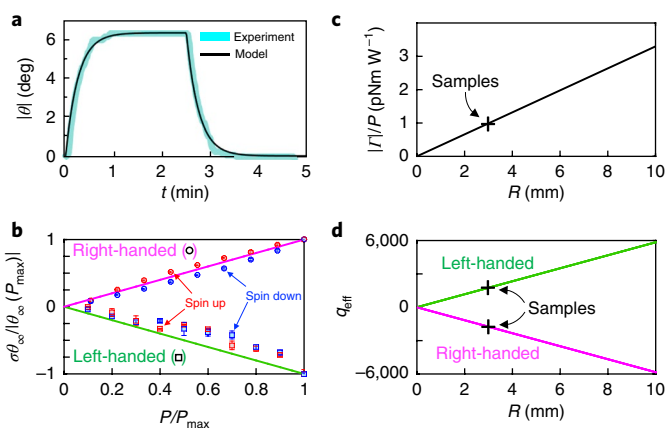 a
6
4
2
0
0
1
2
3
4
5
|θ| (deg)
t (min)
Experiment
Model
b
1
0
−1
0
0.2
0.4
0.6
0.8
1
σθ∞/|θ∞ (Pmax)|
P/Pmax
Right-handed (○)
Spin up
Spin down
Left-handed (□)
c
3
2
1
0
0
2
4
6
8
10
|Γ|/P (pNm W⁻¹)
R (mm)
Samples
d
6,000
0
−6,000
0
2
4
6
8
10
qeff
R (mm)
Left-handed
Samples
Right-handed